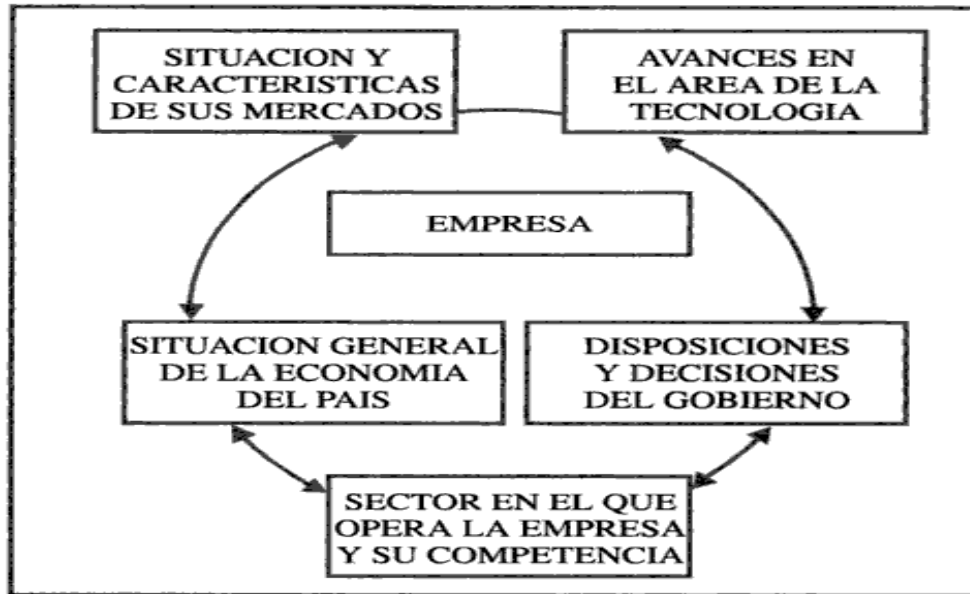 SITUACION Y
CARACTERISTICAS
DE SUS MERCADOS
AVANCES EN
EL AREA DE LA
TECNOLOGIA
EMPRESA
SITUACION GENERAL
DE LA ECONOMIA
DEL PAIS
DISPOSICIONES
Y DECISIONES
DEL GOBIERNO
SECTOR EN EL QUE
OPERA LA EMPRESA
Y SU COMPETENCIA